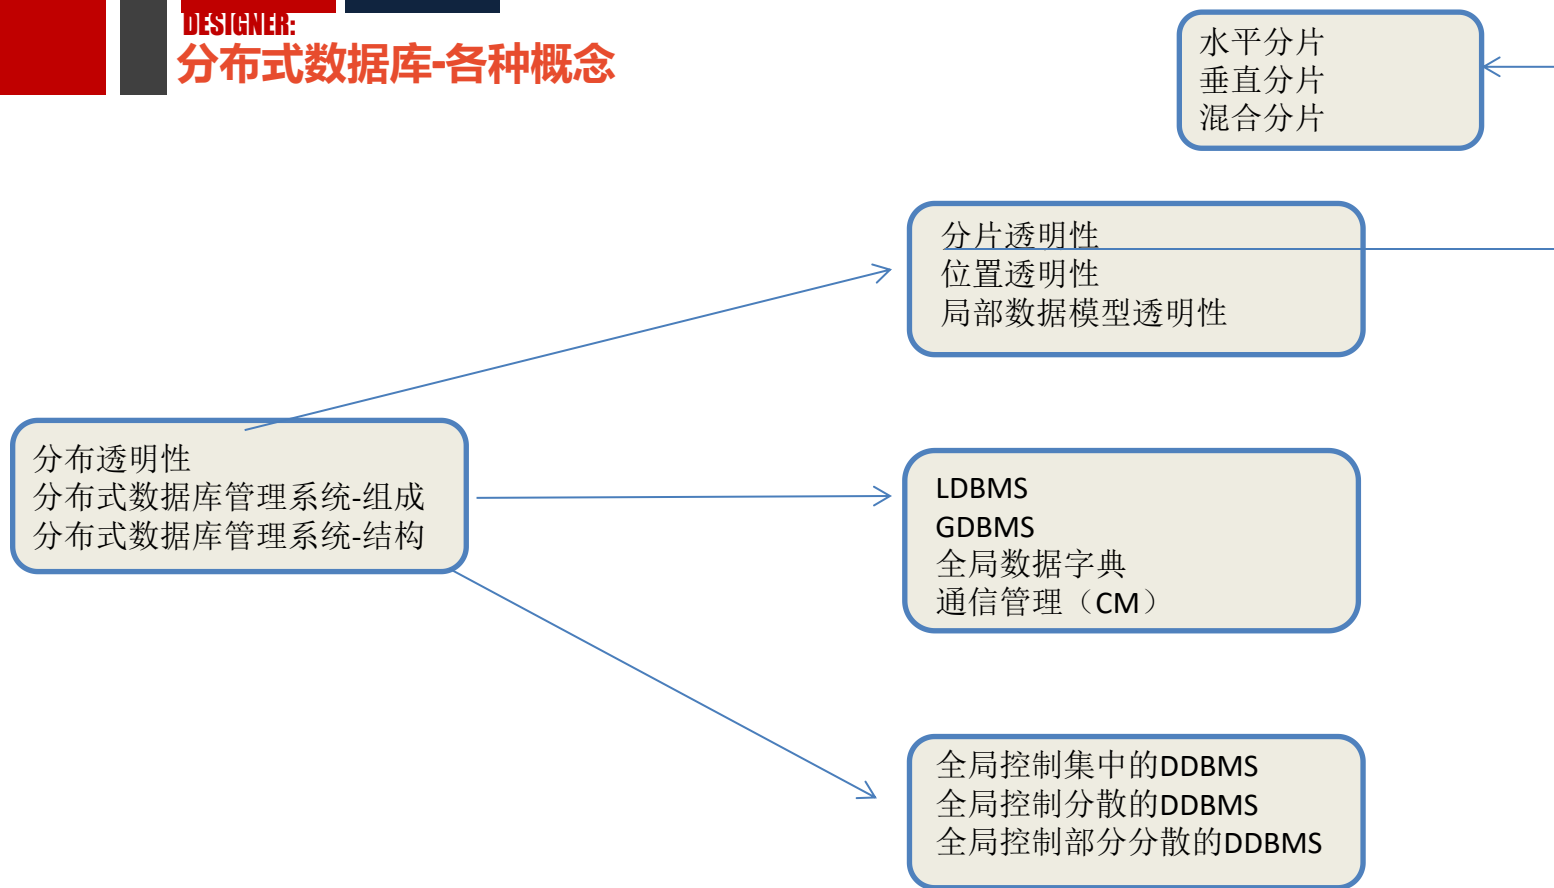 DESIGNER:
分布式数据库-各种概念
水平分片
垂直分片
混合分片
分片透明性
位置透明性
局部数据模型透明性
分布透明性
分布式数据库管理系统-组成
分布式数据库管理系统-结构
LDBMS
GDBMS
全局数据字典
通信管理（CM）
全局控制集中的DDBMS
全局控制分散的DDBMS
全局控制部分分散的DDBMS